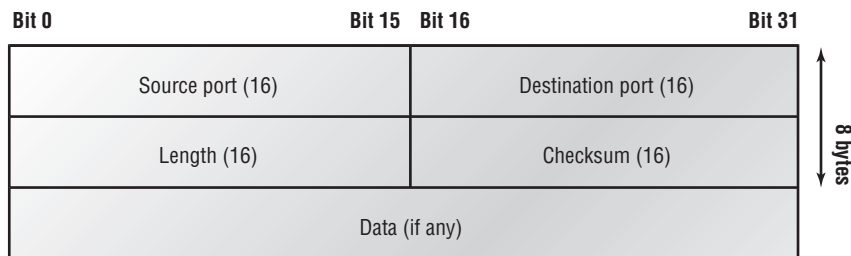 Bit 0 Bit 15 Bit 16 Bit 31
Source port (16) Destination port (16)
Length (16) Checksum (16)
8 bytes
Data (if any)